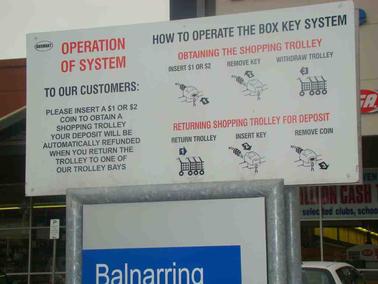 OPERATION
OF SYSTEM
TO OUR CUSTOMERS:
PLEASE INSERT A $1 OR $2
COIN TO OBTAIN A
SHOPPING TROLLEY
YOUR DEPOSIT WILL BE
AUTOMATICALLY REFUNDED
WHEN YOU RETURN THE
TROLLEY TO ONE OF
OUR TROLLEY BAYS
HOW TO OPERATE THE BOX KEY SYSTEM
OBTAINING THE SHOPPING TROLLEY
INSERT $1 OR $2 REMOVE KEY WITHDRAW TROLLEY
RETURNING SHOPPING TROLLEY FOR DEPOSIT
RETURN TROLLEY INSERT KEY REMOVE COIN
Balnarring
LLION CASH
selected clubs, schoo